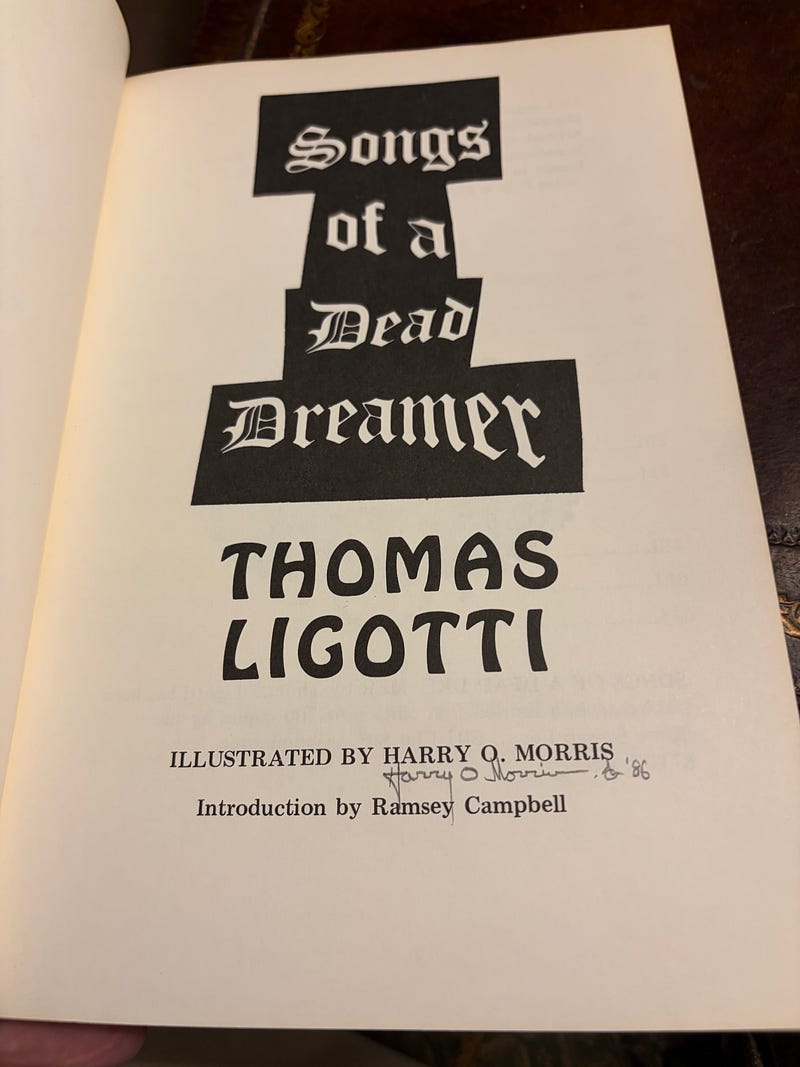 Songs
of a
Dead
Dreamer
THOMAS
LIGOTTI
ILLUSTRATED BY HARRY O. MORRIS
Harry O Morris '86
Introduction by Ramsey Campbell